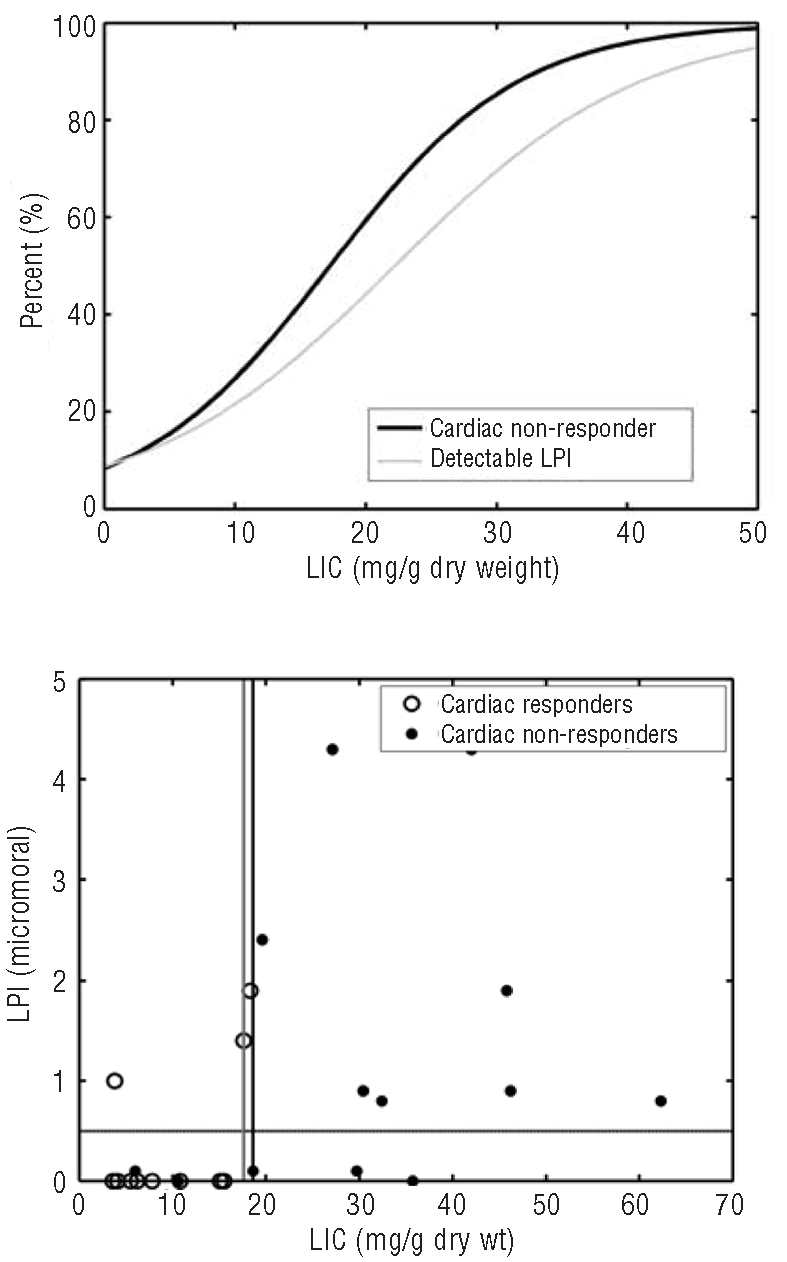 100
80
60
40
20
0
Percent (%)
Cardiac non-responder
Detectable LPI
0 10 20 30 40 50
LIC (mg/g dry weight)
5
4
3
2
1
0
LPI (micromoral)
Cardiac responders
Cardiac non-responders
0 10 20 30 40 50 60 70
LIC (mg/g dry wt)